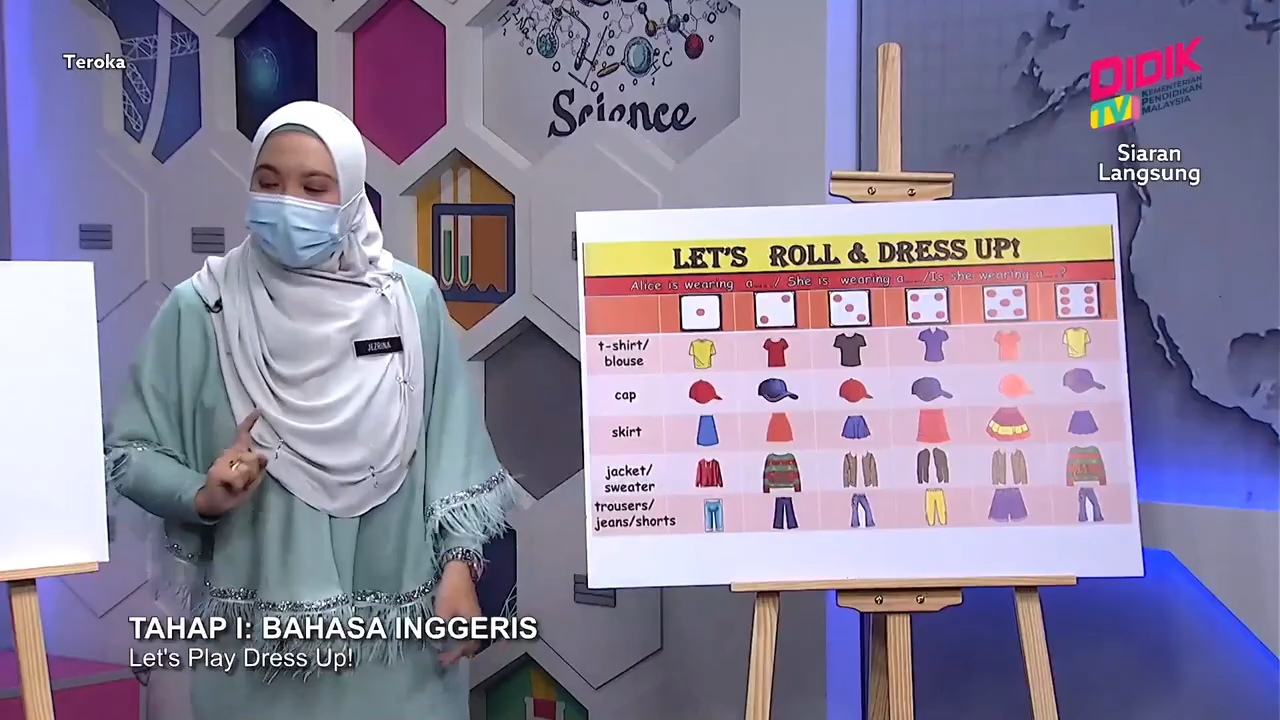 Teroka
Science
DIDIK
TV
KEMENTERIAN
PENDIDIKAN
MALAYSIA
Siaran
Langsung
JEZRINA
LET'S ROLL & DRESS UP!
Alice is wearing a..../ She is wearing a..../Is she wearing a....?
t-shirt/
blouse
cap
skirt
jacket/
sweater
trousers/
jeans/shorts
TAHAP I: BAHASA INGGERIS
Let's Play Dress Up!